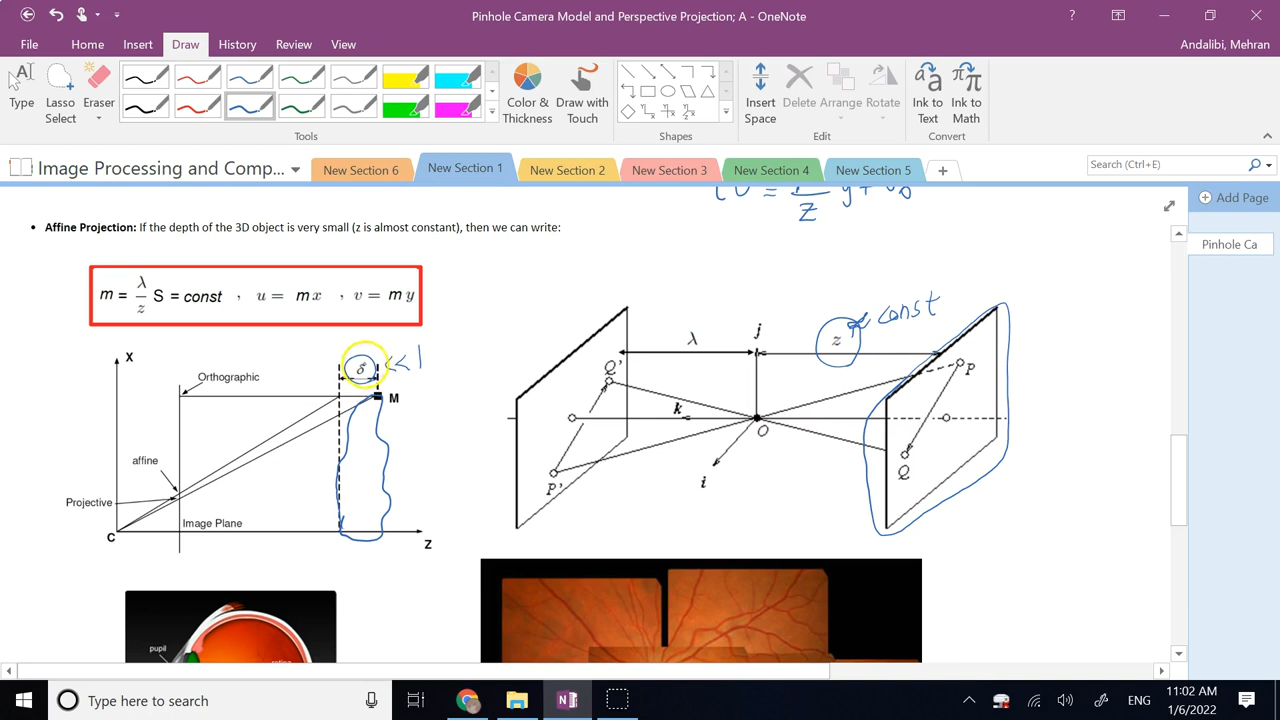 Pinhole Camera Model and Perspective Projection; A - OneNote
?
File Home Insert Draw History View
Andalibi, Mehran
Type Lasso Select Eraser
Color & Thickness Draw with Touch
Insert Space Delete Arrange Rotate
Ink to Text Ink to Math
Tools Shapes Edit Convert
Image Processing and Comp...
New Section 6 New Section 1 New Section 2 New Section 3 New Section 4 New Section 5
Search (Ctrl+E)
Add Page
Pinhole Ca
z
• Affine Projection: If the depth of the 3D object is very small (z is almost constant), then we can write:
m = λ/z S = const , u = m x , v = m y
X
Orthographic
δ << 1
M
affine
Projective
Image Plane
C
Z
λ
j
z
const
Q'
P
k
O
Q
P'
i
pupil
retina
Type here to search
ENG
11:02 AM
1/6/2022